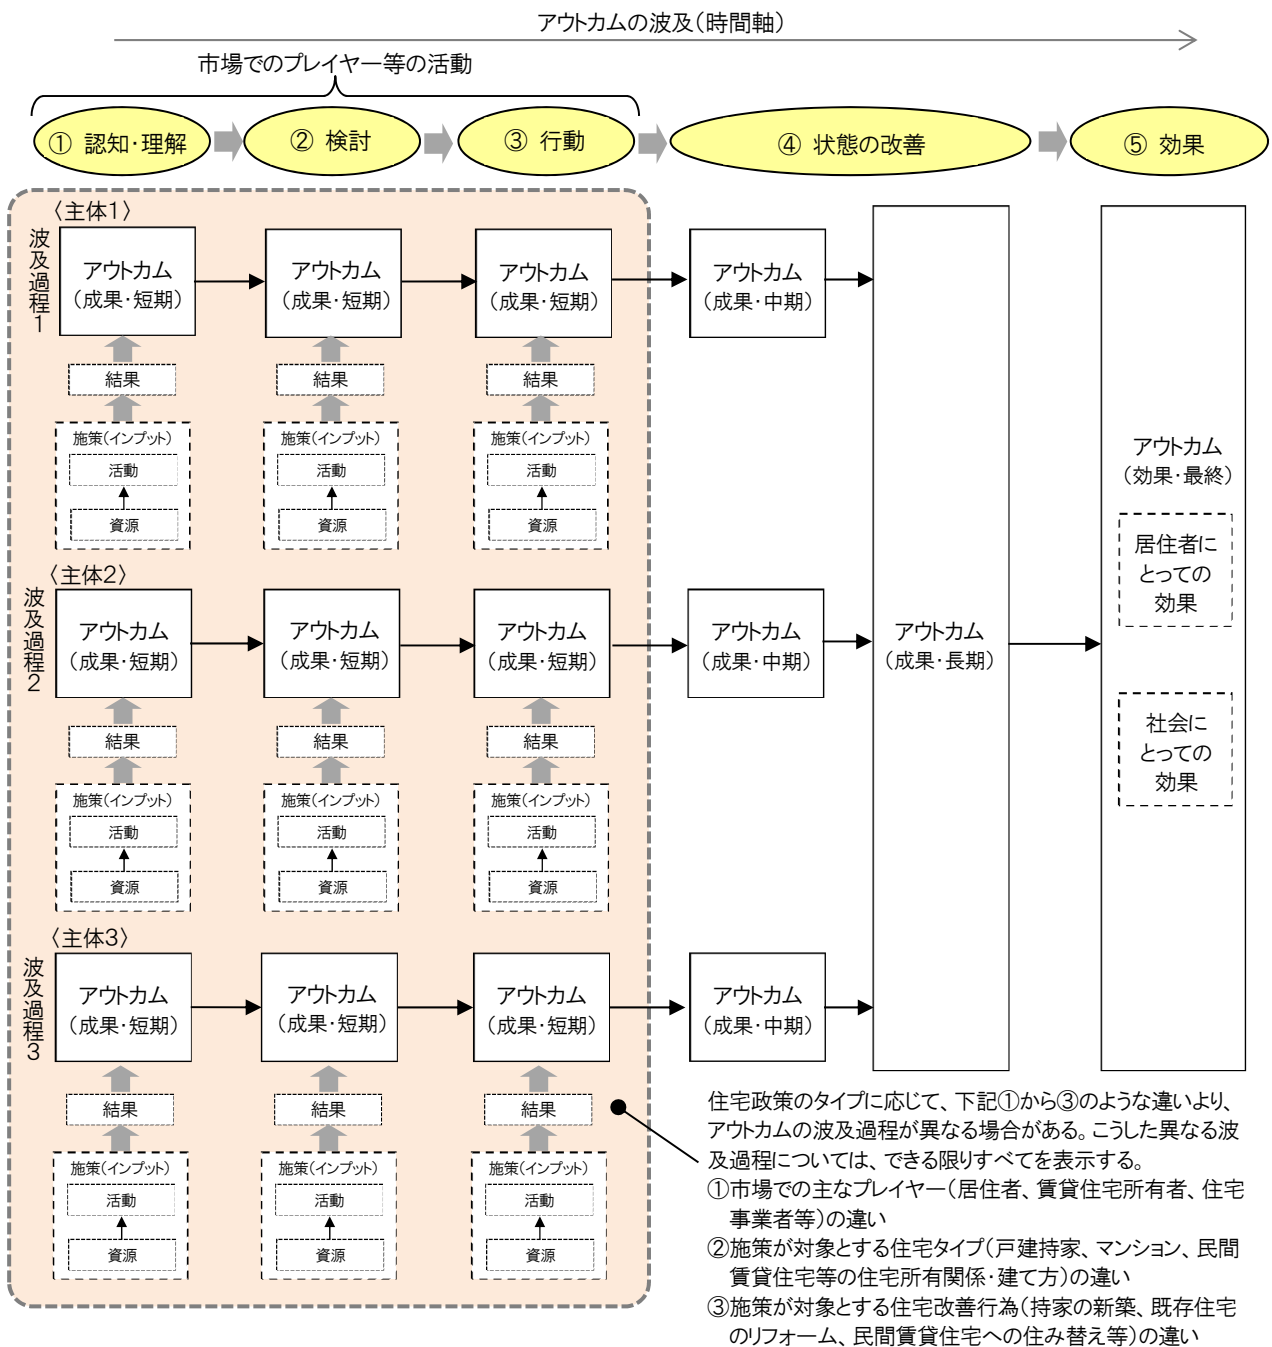 アウトカムの波及(時間軸)
市場でのプレイヤー等の活動
① 認知・理解
② 検討
③ 行動
④ 状態の改善
⑤ 効果
〈主体1〉
波及過程1
アウトカム
(成果・短期)
アウトカム
(成果・短期)
アウトカム
(成果・短期)
アウトカム
(成果・中期)
結果
結果
結果
施策(インプット)
活動
資源
施策(インプット)
活動
資源
施策(インプット)
活動
資源
〈主体2〉
波及過程2
アウトカム
(成果・短期)
アウトカム
(成果・短期)
アウトカム
(成果・短期)
アウトカム
(成果・中期)
結果
結果
結果
施策(インプット)
活動
資源
施策(インプット)
活動
資源
施策(インプット)
活動
資源
〈主体3〉
波及過程3
アウトカム
(成果・短期)
アウトカム
(成果・短期)
アウトカム
(成果・短期)
アウトカム
(成果・中期)
結果
結果
結果
施策(インプット)
活動
資源
施策(インプット)
活動
資源
施策(インプット)
活動
資源
アウトカム
(成果・長期)
アウトカム
(効果・最終)
居住者に
とっての
効果
社会に
とっての
効果
住宅政策のタイプに応じて、下記①から③のような違いより、
アウトカムの波及過程が異なる場合がある。こうした異なる波
及過程については、できる限りすべてを表示する。
①市場での主なプレイヤー(居住者、賃貸住宅所有者、住宅
事業者等)の違い
②施策が対象とする住宅タイプ(戸建持家、マンション、民間
賃貸住宅等の住宅所有関係・建て方)の違い
③施策が対象とする住宅改善行為(持家の新築、既存住宅
のリフォーム、民間賃貸住宅への住み替え等)の違い